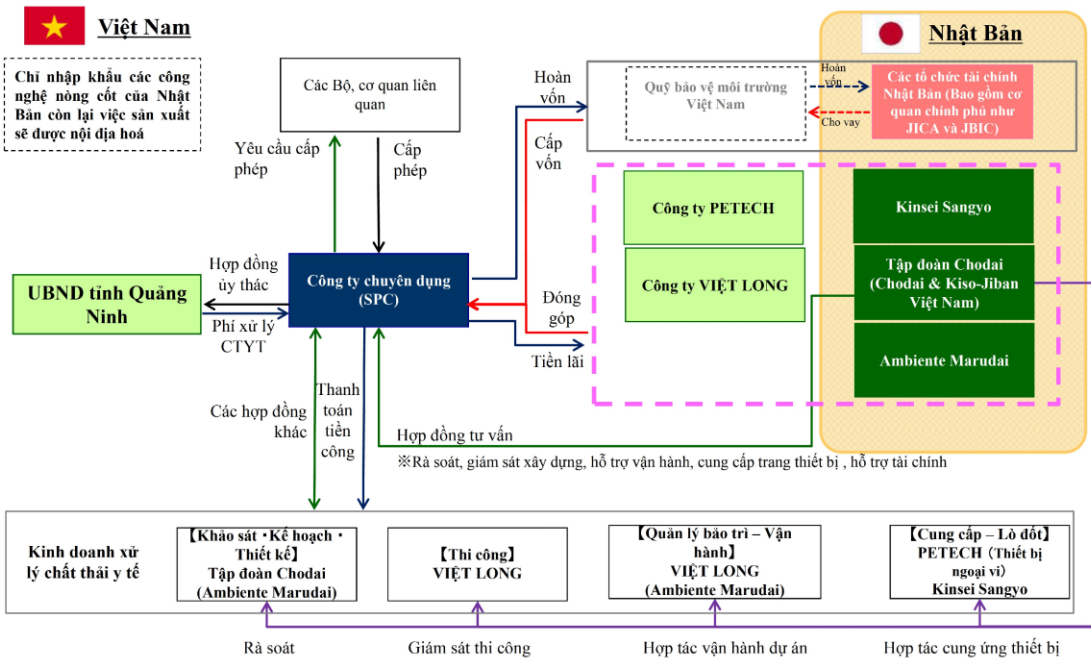 Việt Nam
Nhật Bản
Chỉ nhập khẩu các công
nghệ nòng cốt của Nhật
Bản còn lại việc sản xuất
sẽ được nội địa hoá
Các Bộ, cơ quan liên
quan
Hoàn
vốn
Quỹ bảo vệ môi trường
Việt Nam
Hoàn
vốn
Cho vay
Các tổ chức tài chính
Nhật Bản (Bao gồm cơ
quan chính phủ như
JICA và JBIC)
Yêu cầu cấp
phép
Cấp
phép
Cấp
vốn
Công ty PETECH
Kinsei Sangyo
Công ty VIỆT LONG
Tập đoàn Chodai
(Chodai & Kiso-Jiban
Việt Nam)
Ambiente Marudai
UBND tỉnh Quảng
Ninh
Hợp đồng
ủy thác
Phí xử lý
CTYT
Công ty chuyên dụng
(SPC)
Đóng
góp
Tiền lãi
Các hợp đồng
khác
Thanh
toán
tiền
công
Hợp đồng tư vấn
※Rà soát, giám sát xây dựng, hỗ trợ vận hành, cung cấp trang thiết bị , hỗ trợ tài chính
Kinh doanh xử
lý chất thải y tế
【Khảo sát・Kế hoạch・
Thiết kế】
Tập đoàn Chodai
(Ambiente Marudai)
【Thi công】
VIỆT LONG
【Quản lý bảo trì – Vận
hành】
VIỆT LONG
(Ambiente Marudai)
【Cung cấp – Lò đốt】
PETECH（Thiết bị
ngoại vi）
Kinsei Sangyo
Rà soát
Giám sát thi công
Hợp tác vận hành dự án
Hợp tác cung ứng thiết bị